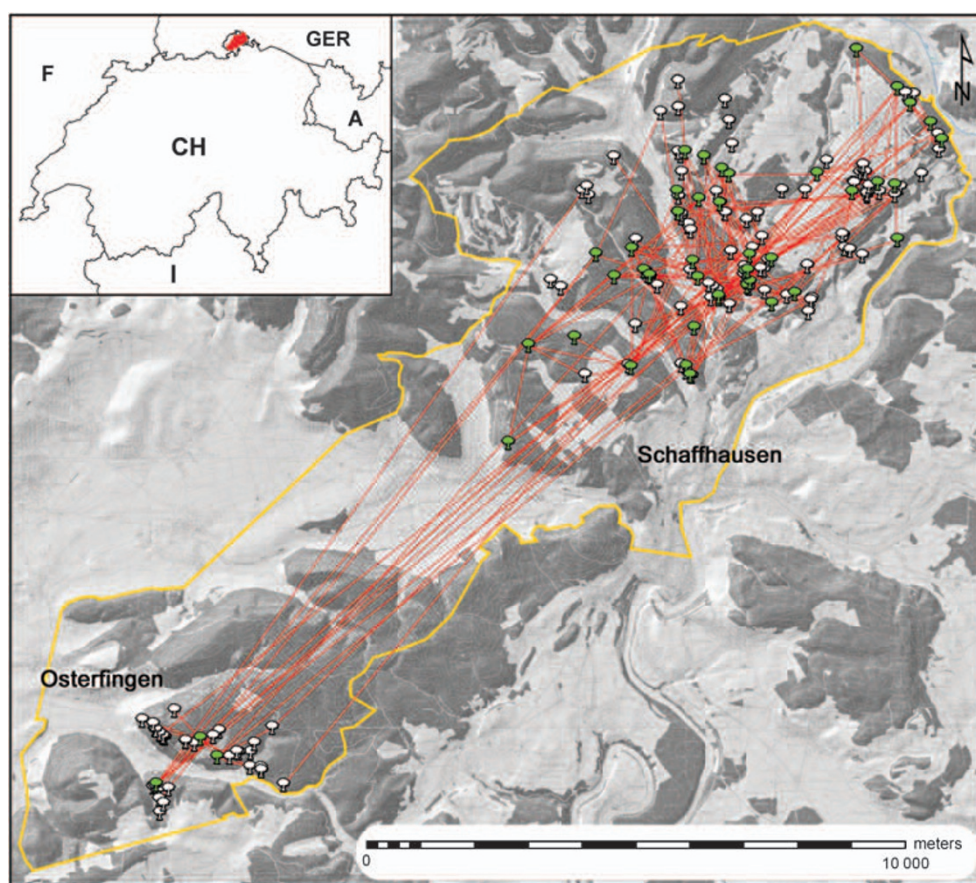 F
GER
A
CH
I
N
Schaffhausen
Osterfingen
meters
0
10 000